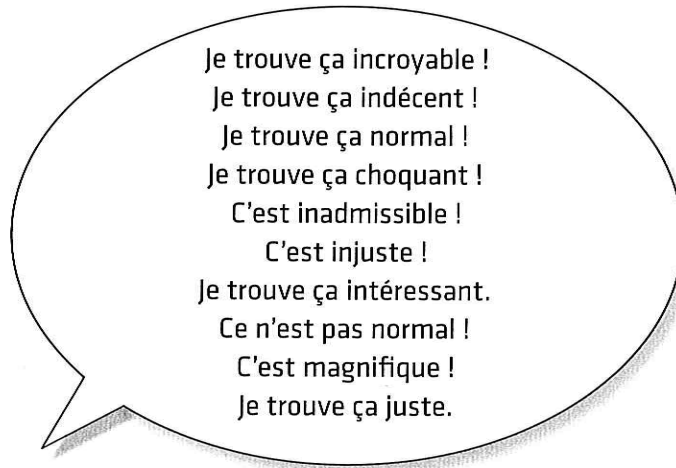 Je trouve ça incroyable !
Je trouve ça indécent !
Je trouve ça normal !
Je trouve ça choquant !
C'est inadmissible !
C'est injuste !
Je trouve ça intéressant.
Ce n'est pas normal !
C'est magnifique !
Je trouve ça juste.